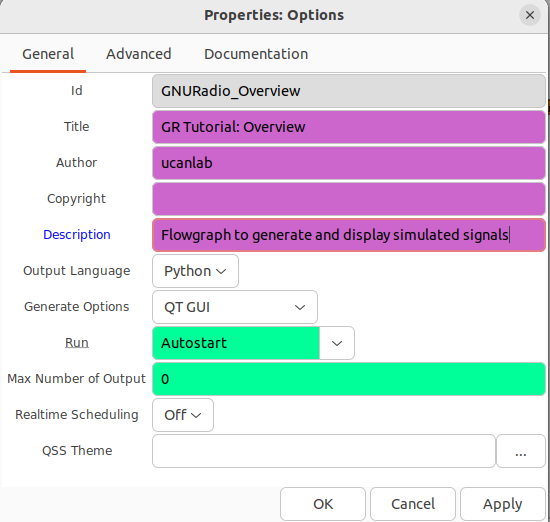 Properties: Options
General Advanced Documentation
Id GNURadio_Overview
Title GR Tutorial: Overview
Author ucanlab
Copyright
Description Flowgraph to generate and display simulated signals
Output Language Python
Generate Options QT GUI
Run Autostart
Max Number of Output 0
Realtime Scheduling Off
QSS Theme ...
OK Cancel Apply